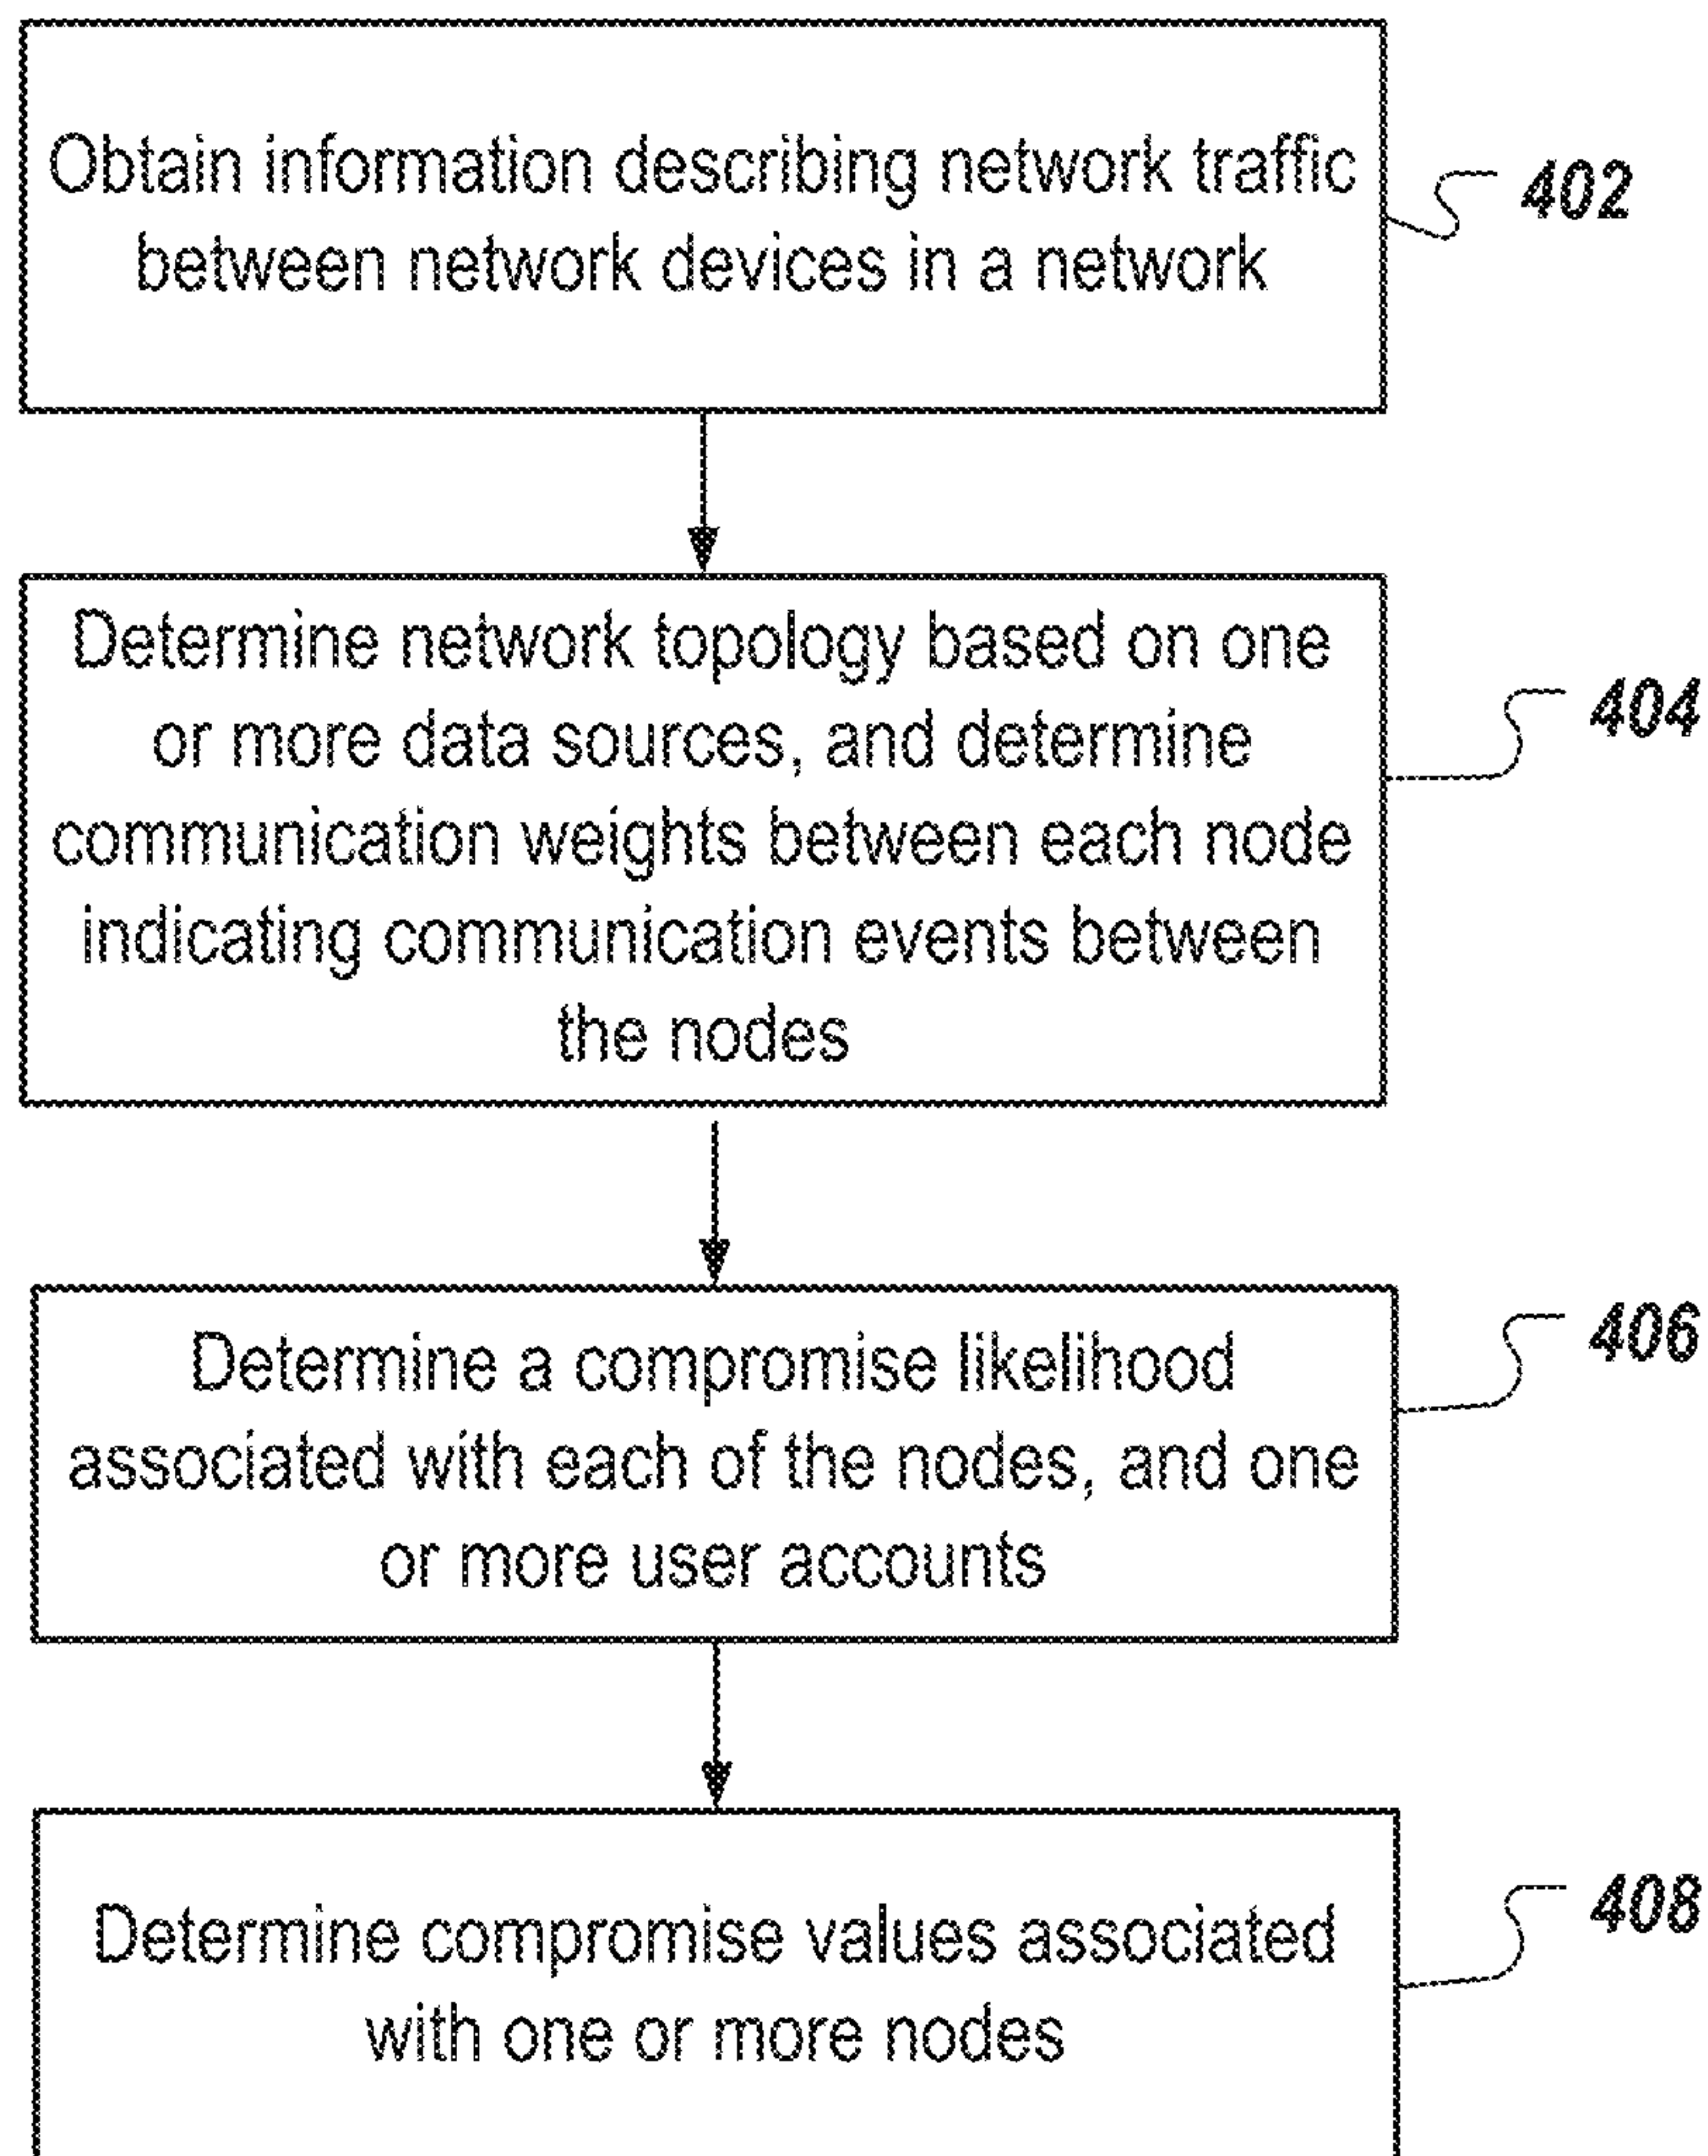 Obtain information describing network traffic
between network devices in a network
402
Determine network topology based on one
or more data sources, and determine
communication weights between each node
indicating communication events between
the nodes
404
Determine a compromise likelihood
associated with each of the nodes, and one
or more user accounts
406
Determine compromise values associated
with one or more nodes
408